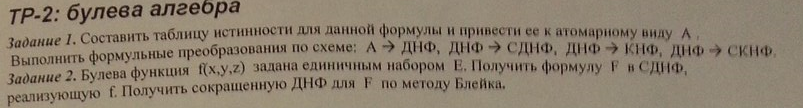 ТР-2: булева алгебра
Задание 1. Составить таблицу истинности для данной формулы и привести ее к атомарному виду А .
Выполнить формульные преобразования по схеме: А → ДНФ, ДНФ → СДНФ, ДНФ → КНФ, ДНФ → СКНФ.
Задание 2. Булева функция f(x,y,z) задана единичным набором Е. Получить формулу F в СДНФ,
реализующую f. Получить сокращенную ДНФ для F по методу Блейка.